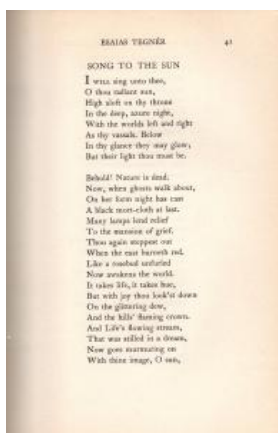 ESAIAS TEGNÉR 41
SONG TO THE SUN
I WILL sing unto thee,
O thou radiant sun,
High aloft on thy throne
In the deep, azure night,
With the worlds left and right
As thy vassals. Below
In thy glance they may glow;
But their light thou must be.
Behold! Nature is dead.
Now, when ghosts walk about,
On her form night has cast
A black mort-cloth at last.
Many lamps lend relief
To the mansion of grief.
Thou again steppest out
When the east burneth red.
Like a rosebud unfurled
Now awakens the world.
It takes life, it takes hue,
But with joy thou look'st down
On the glittering dew,
And the hills' flaming crown.
And Life's flowing stream,
That was stilled in a dream,
Now goes murmuring on
With thine image, O sun,